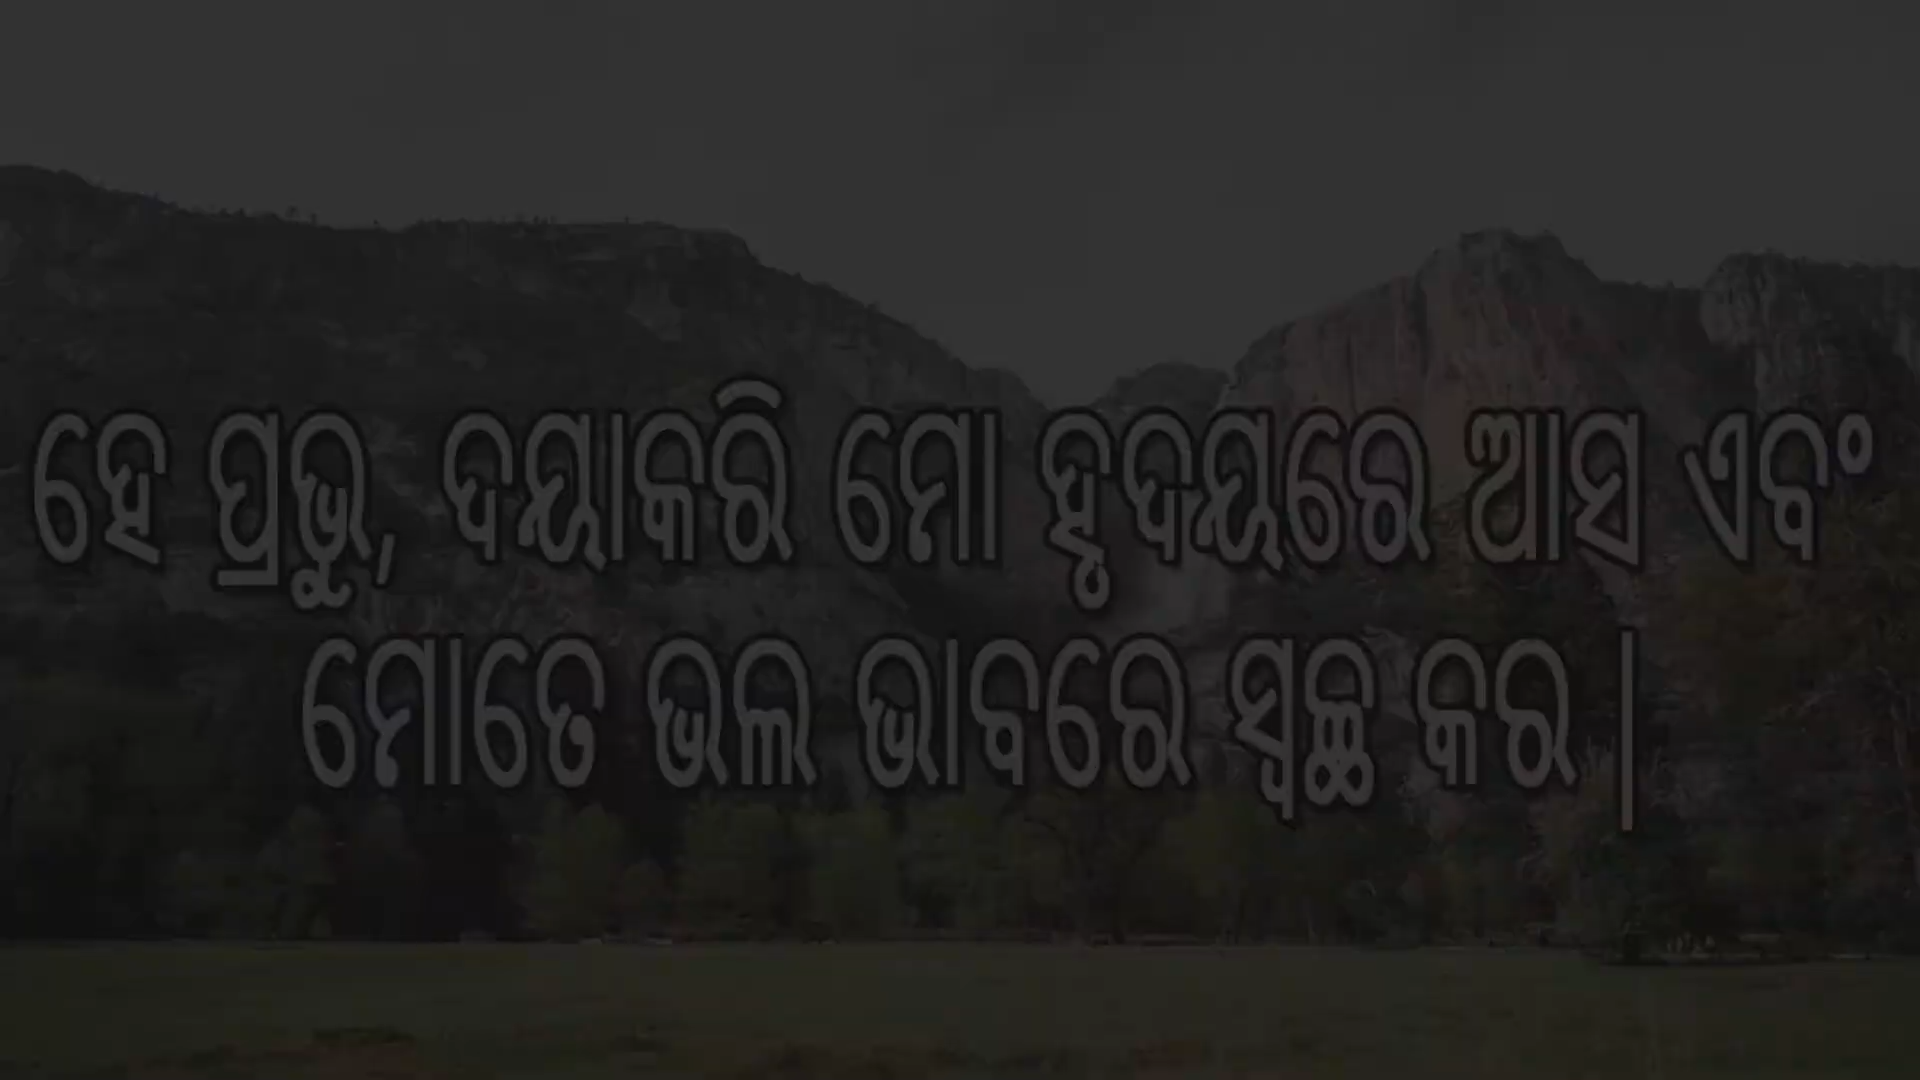 ହେ ପ୍ରଭୁ, ଦୟାକରି ମୋ ହୃଦୟରେ ଆସ ଏବଂ
ମୋତେ ଭଲ ଭାବରେ ସ୍ୱଚ୍ଛ କର |